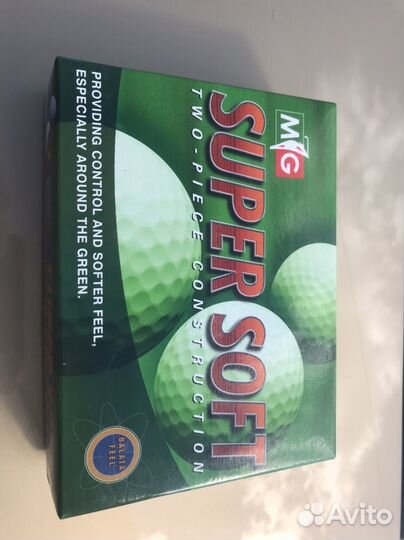 MG
SUPER SOFT
TWO-PIECE CONSTRUCTION
PROVIDING CONTROL AND SOFTER FEEL,
ESPECIALLY AROUND THE GREEN.
BALATA
FEEL
Avito